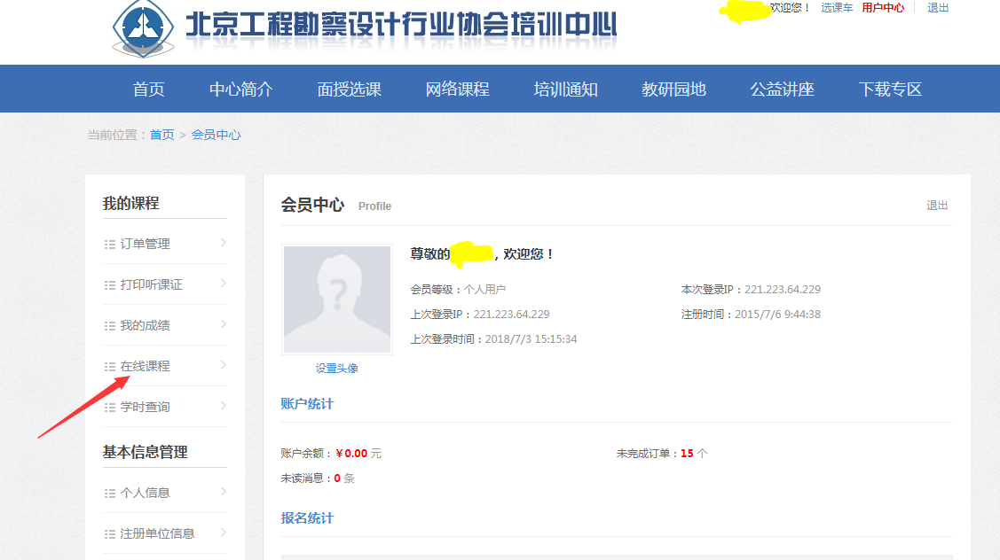 欢迎您！ 选课车 用户中心 退出
北京工程勘察设计行业协会培训中心
首页 中心简介 面授选课 网络课程 培训通知 教研园地 公益讲座 下载专区
当前位置：首页 > 会员中心
我的课程
订单管理
打印听课证
我的成绩
在线课程
学时查询
基本信息管理
个人信息
注册单位信息
会员中心 Profile 退出
?
设置头像
尊敬的 ，欢迎您！
会员等级：个人用户 本次登录IP：221.223.64.229
上次登录IP：221.223.64.229 注册时间：2015/7/6 9:44:38
上次登录时间：2018/7/3 15:15:34
账户统计
账户余额：￥0.00 元 未完成订单：15 个
未读消息：0 条
报名统计